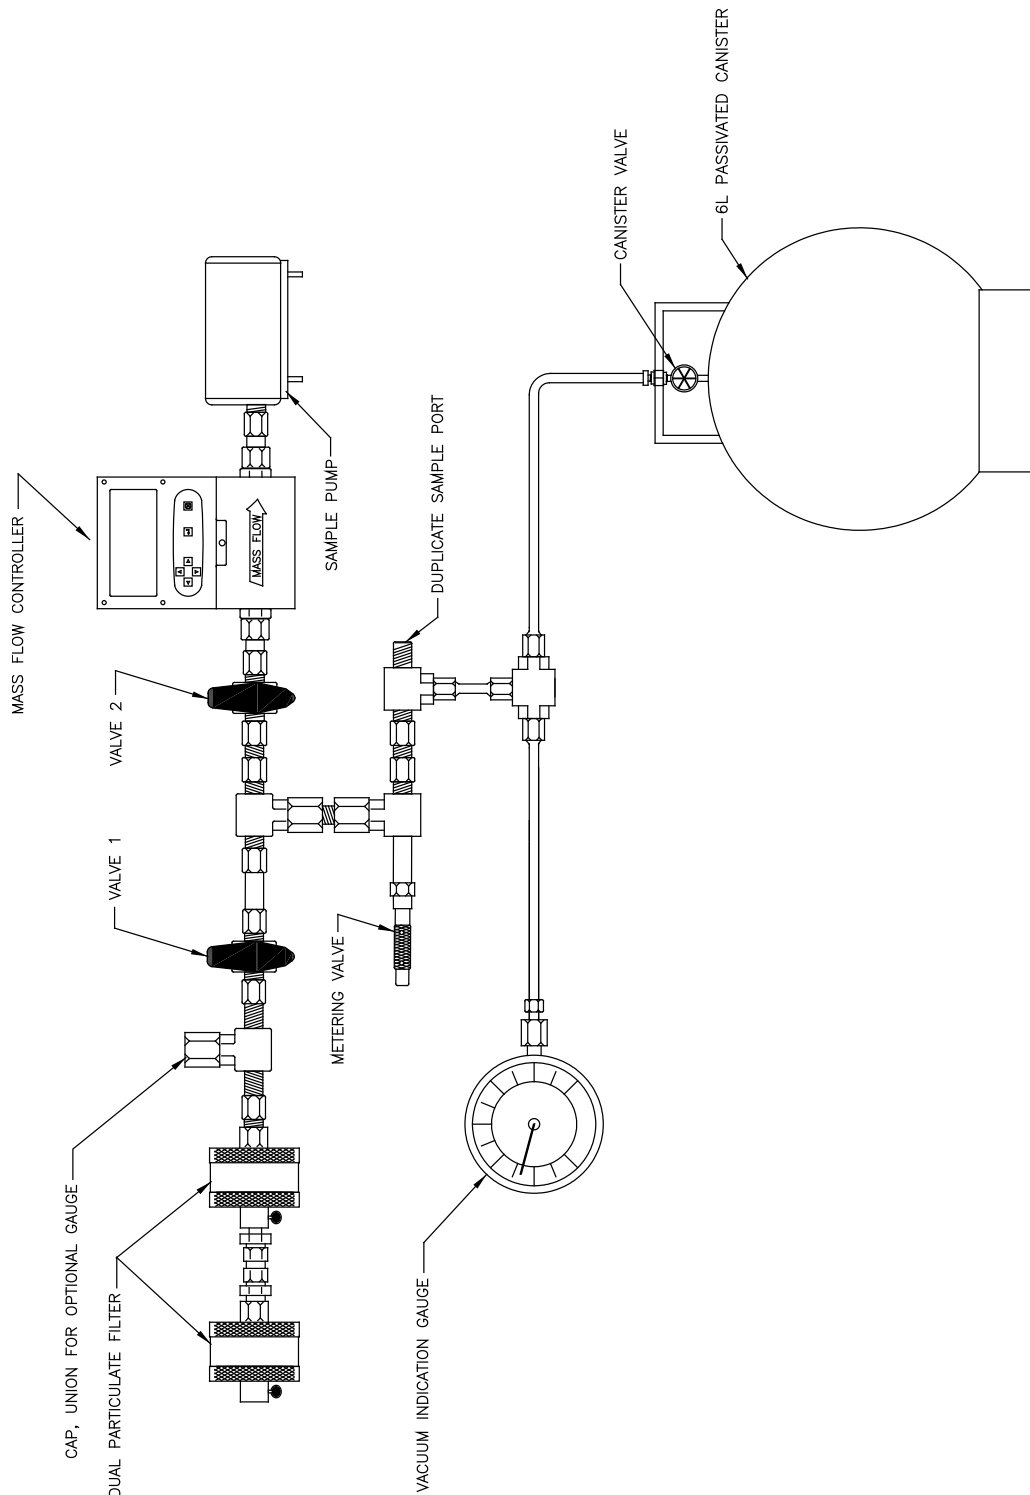 CAP, UNION FOR OPTIONAL GAUGE
DUAL PARTICULATE FILTER
VALVE 1
VALVE 2
MASS FLOW CONTROLLER
MASS FLOW
SAMPLE PUMP
METERING VALVE
DUPLICATE SAMPLE PORT
VACUUM INDICATION GAUGE
CANISTER VALVE
6L PASSIVATED CANISTER